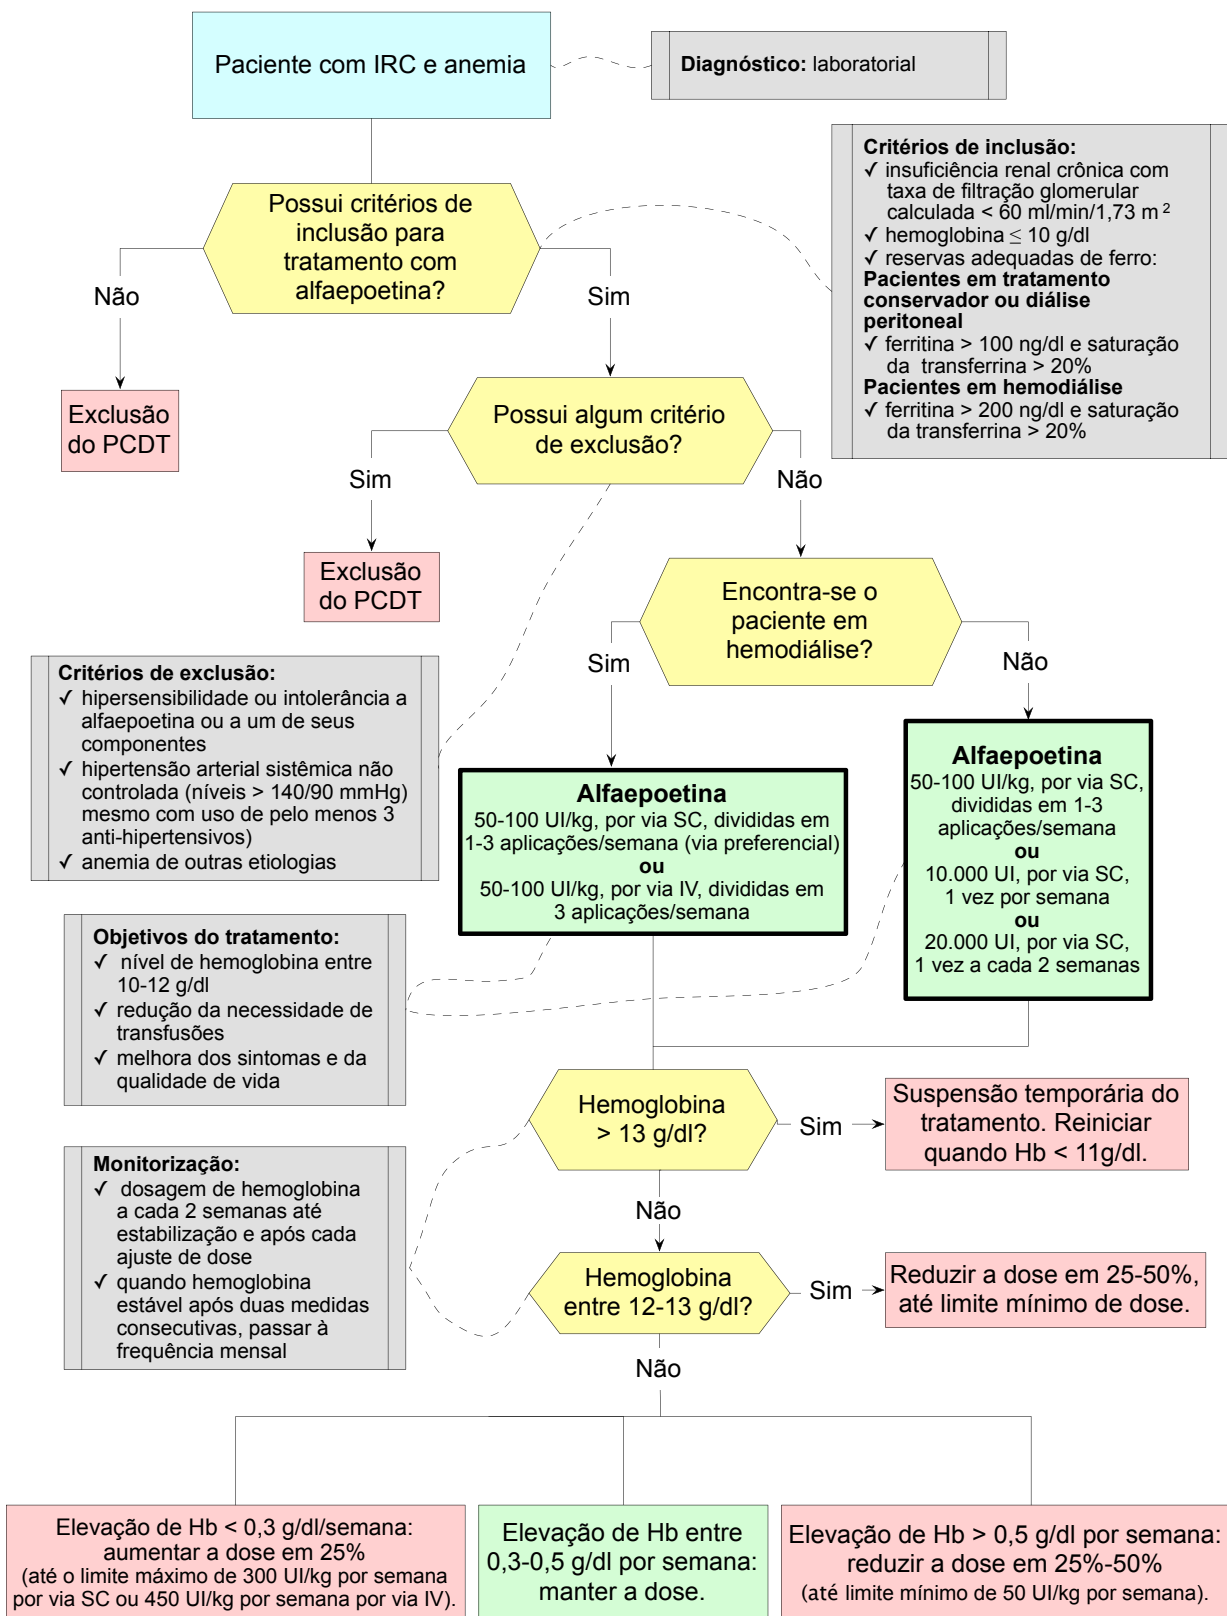 Paciente com IRC e anemia
Diagnóstico: laboratorial
Critérios de inclusão:
✓ insuficiência renal crônica com
taxa de filtração glomerular
calculada < 60 ml/min/1,73 m²
✓ hemoglobina ≤ 10 g/dl
✓ reservas adequadas de ferro:
Pacientes em tratamento
conservador ou diálise
peritoneal
✓ ferritina > 100 ng/dl e saturação
da transferrina > 20%
Pacientes em hemodiálise
✓ ferritina > 200 ng/dl e saturação
da transferrina > 20%
Possui critérios de
inclusão para
tratamento com
alfaepoetina?
Não
Sim
Exclusão
do PCDT
Possui algum critério
de exclusão?
Sim
Não
Exclusão
do PCDT
Encontra-se o
paciente em
hemodiálise?
Sim
Não
Critérios de exclusão:
✓ hipersensibilidade ou intolerância a
alfaepoetina ou a um de seus
componentes
✓ hipertensão arterial sistêmica não
controlada (níveis > 140/90 mmHg)
mesmo com uso de pelo menos 3
anti-hipertensivos)
✓ anemia de outras etiologias
Alfaepoetina
50-100 UI/kg, por via SC, divididas em
1-3 aplicações/semana (via preferencial)
ou
50-100 UI/kg, por via IV, divididas em
3 aplicações/semana
Alfaepoetina
50-100 UI/kg, por via SC,
divididas em 1-3
aplicações/semana
ou
10.000 UI, por via SC,
1 vez por semana
ou
20.000 UI, por via SC,
1 vez a cada 2 semanas
Objetivos do tratamento:
✓ nível de hemoglobina entre
10-12 g/dl
✓ redução da necessidade de
transfusões
✓ melhora dos sintomas e da
qualidade de vida
Hemoglobina
> 13 g/dl?
Sim
Suspensão temporária do
tratamento. Reiniciar
quando Hb < 11g/dl.
Não
Monitorização:
✓ dosagem de hemoglobina
a cada 2 semanas até
estabilização e após cada
ajuste de dose
✓ quando hemoglobina
estável após duas medidas
consecutivas, passar à
frequência mensal
Hemoglobina
entre 12-13 g/dl?
Sim
Reduzir a dose em 25-50%,
até limite mínimo de dose.
Não
Elevação de Hb < 0,3 g/dl/semana:
aumentar a dose em 25%
(até o limite máximo de 300 UI/kg por semana
por via SC ou 450 UI/kg por semana por via IV).
Elevação de Hb entre
0,3-0,5 g/dl por semana:
manter a dose.
Elevação de Hb > 0,5 g/dl por semana:
reduzir a dose em 25%-50%
(até limite mínimo de 50 UI/kg por semana).